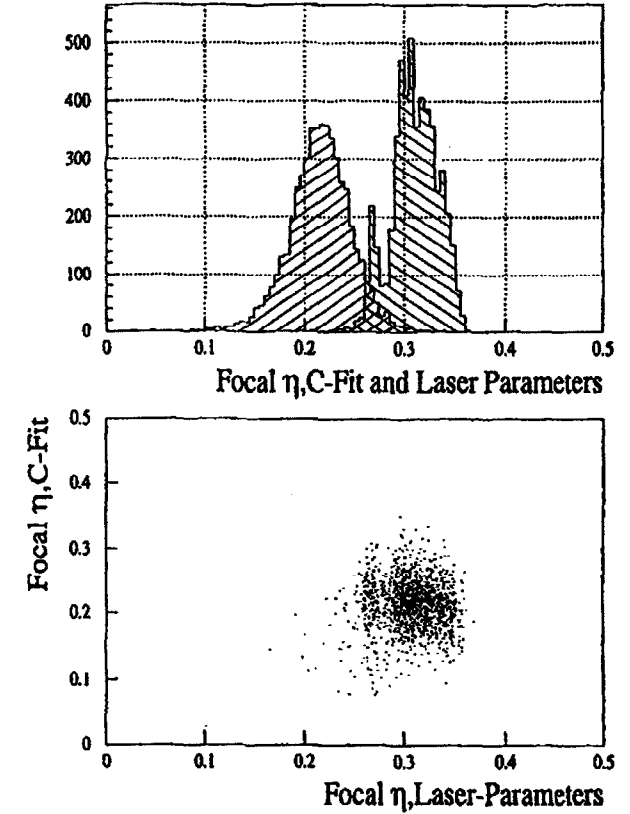 500
400
300
200
100
0
0 0.1 0.2 0.3 0.4 0.5
Focal η,C-Fit and Laser Parameters
Focal η,C-Fit
0.5
0.4
0.3
0.2
0.1
0
0 0.1 0.2 0.3 0.4 0.5
Focal η,Laser-Parameters